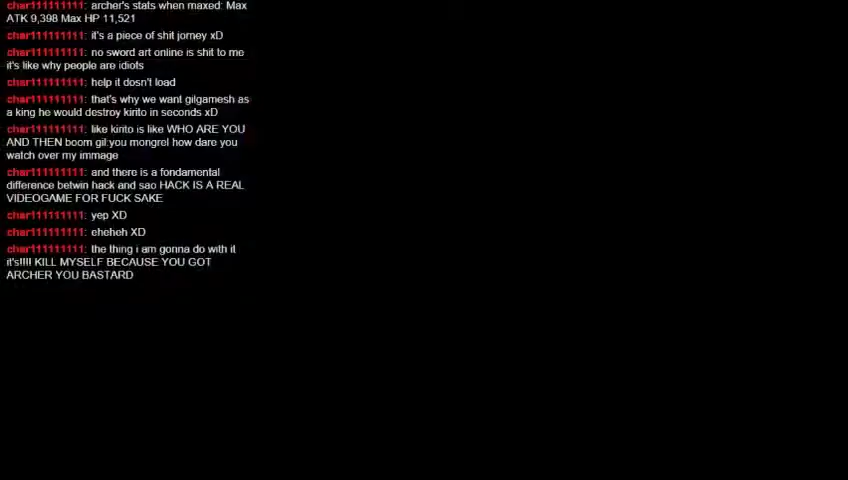 char111111111: archer's stats when maxed: Max
ATK 9,398 Max HP 11,521
char111111111: it's a piece of shit jorney xD
char111111111: no sword art online is shit to me
it's like why people are idiots
char111111111: help it dosn't load
char111111111: that's why we want gilgamesh as
a king he would destroy kirito in seconds xD
char111111111: like kirito is like WHO ARE YOU
AND THEN boom gil:you mongrel how dare you
watch over my immage
char111111111: and there is a fondamental
difference betwin hack and sao HACK IS A REAL
VIDEOGAME FOR FUCK SAKE
char111111111: yep XD
char111111111: eheheh XD
char111111111: the thing i am gonna do with it
it's!!!! KILL MYSELF BECAUSE YOU GOT
ARCHER YOU BASTARD